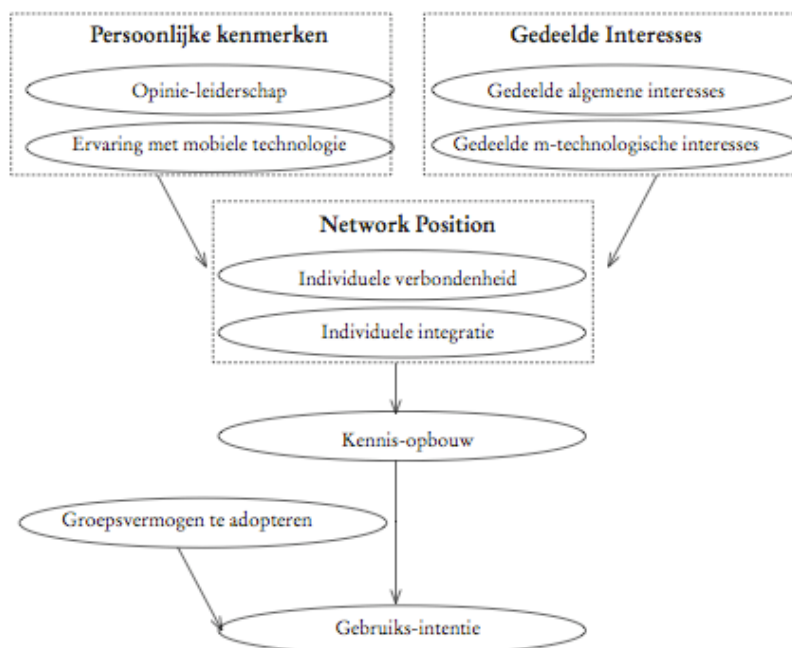 Persoonlijke kenmerken
Opinie-leiderschap
Ervaring met mobiele technologie
Gedeelde Interesses
Gedeelde algemene interesses
Gedeelde m-technologische interesses
Network Position
Individuele verbondenheid
Individuele integratie
Kennis-opbouw
Groepsvermogen te adopteren
Gebruiks-intentie